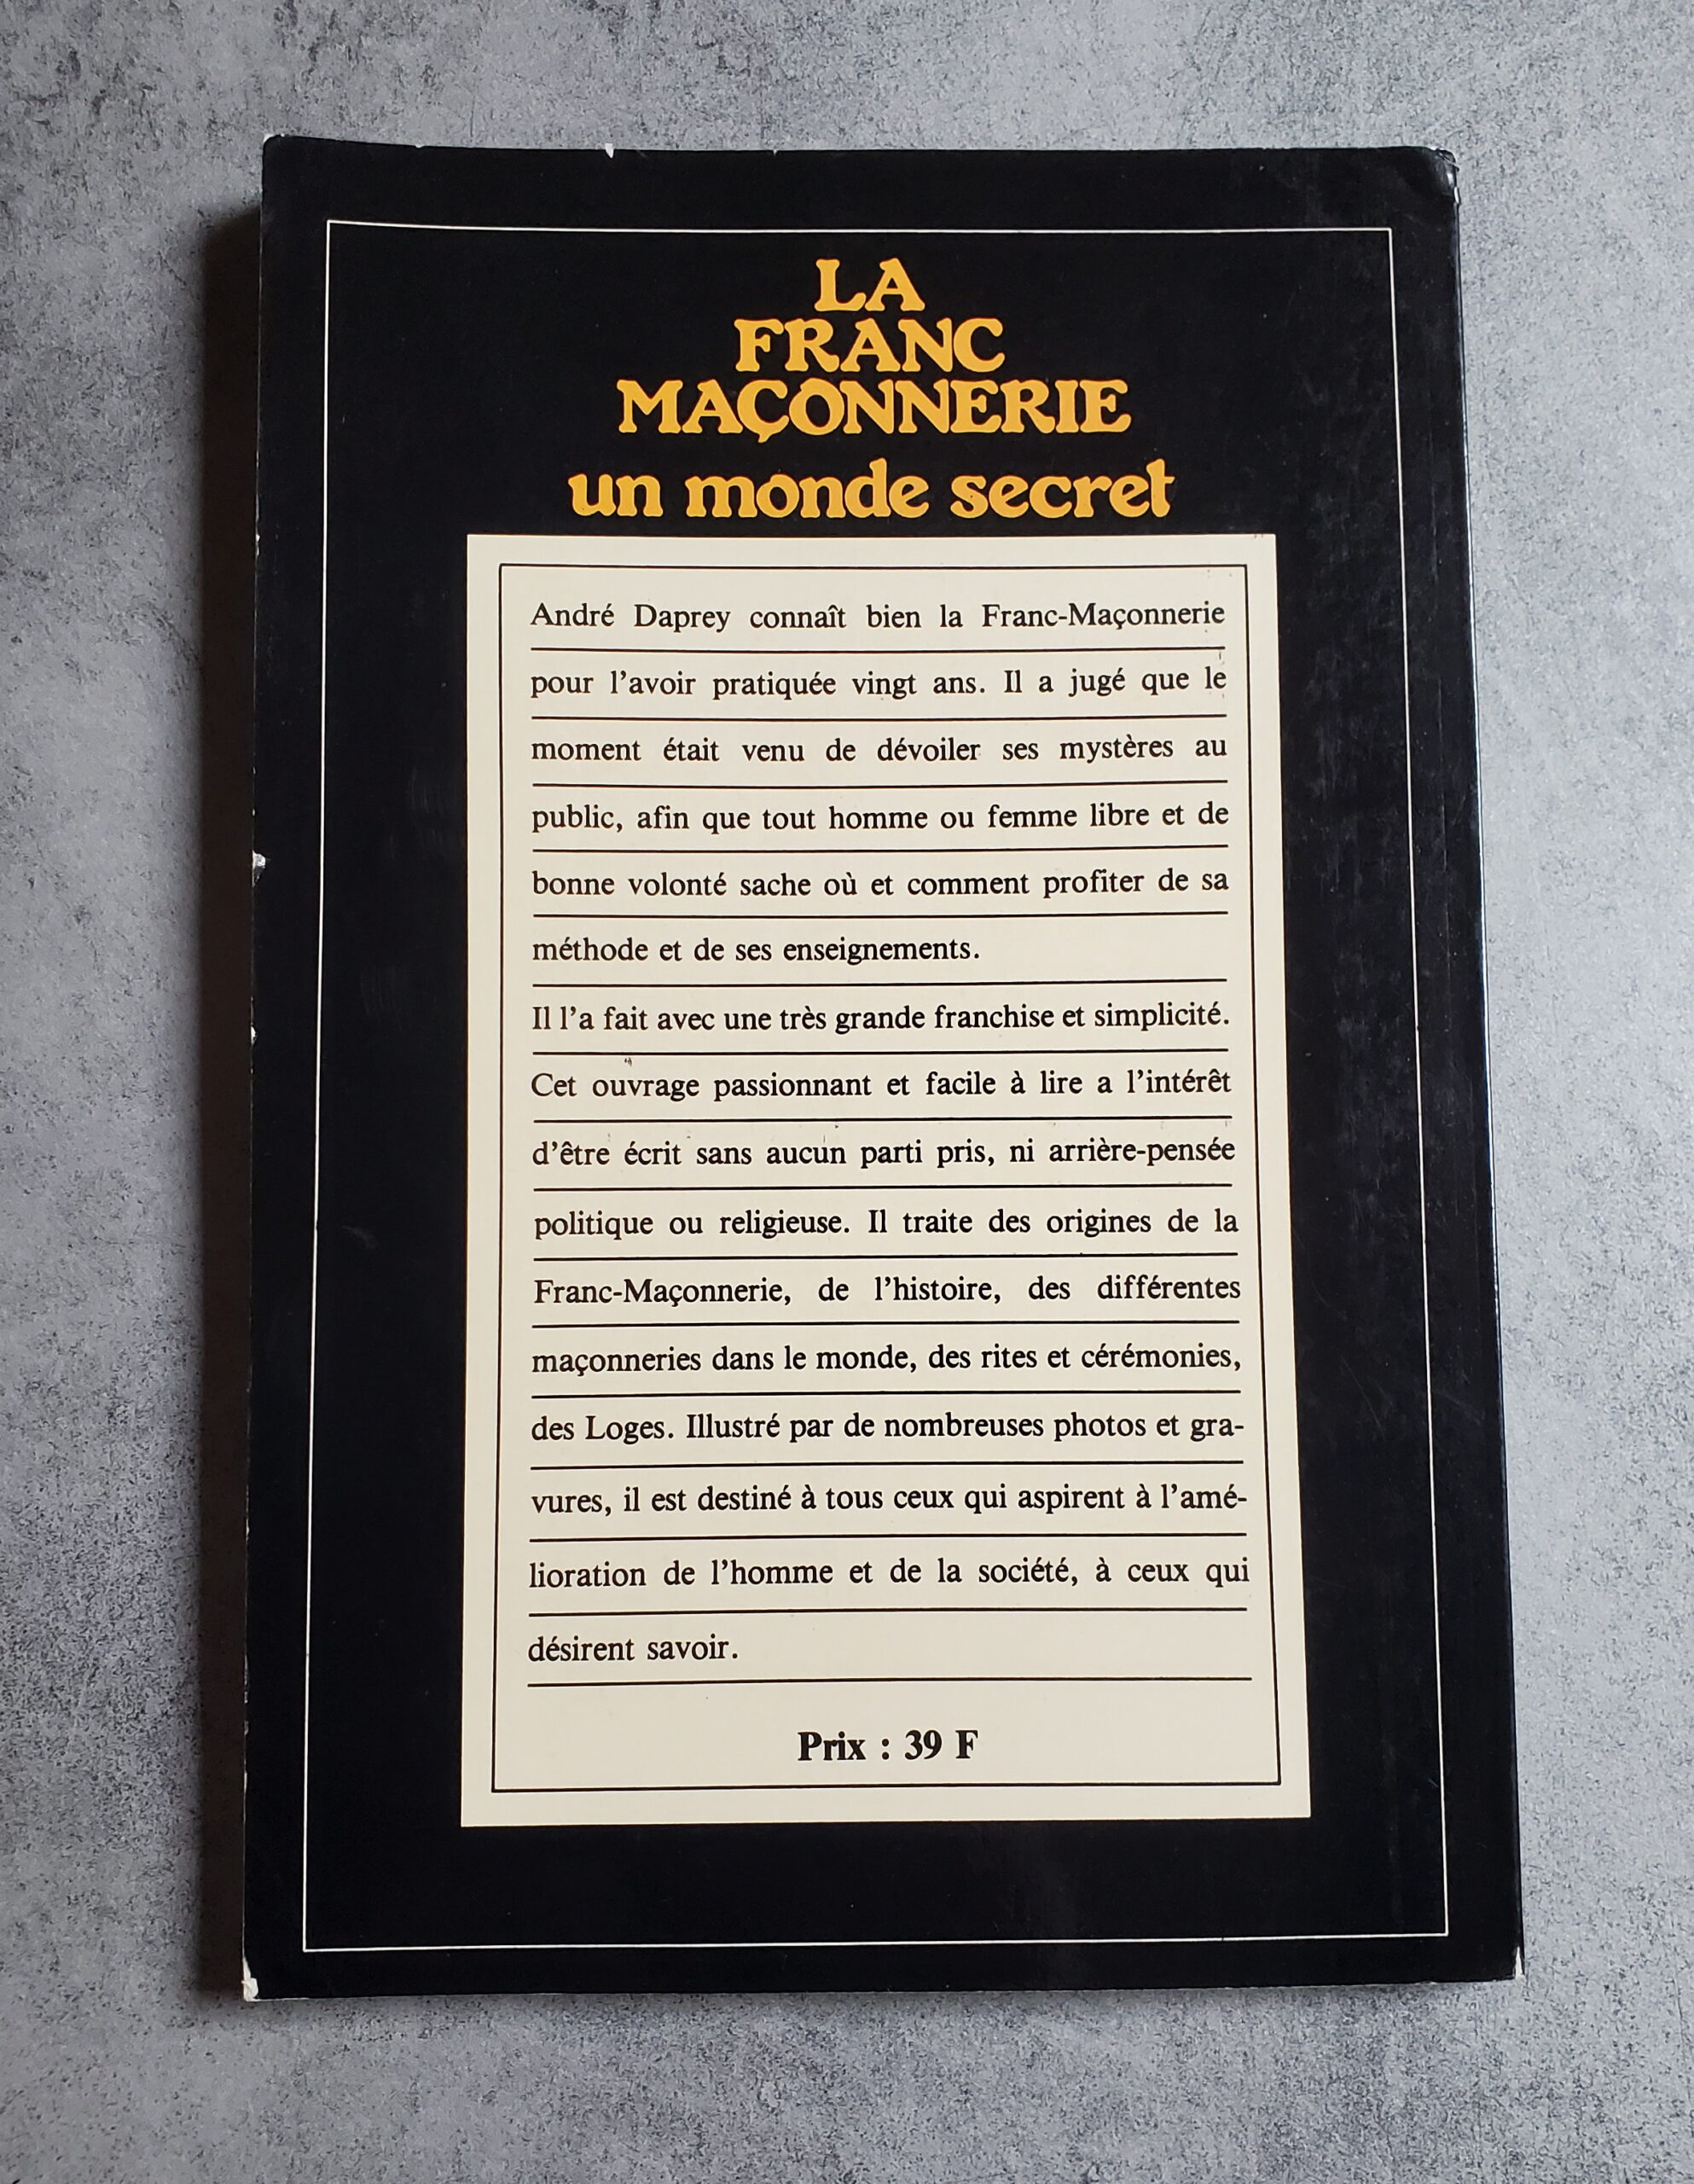 LA
FRANC
MAÇONNERIE
un monde secret
André Daprey connaît bien la Franc-Maçonnerie
pour l'avoir pratiquée vingt ans. Il a jugé que le
moment était venu de dévoiler ses mystères au
public, afin que tout homme ou femme libre et de
bonne volonté sache où et comment profiter de sa
méthode et de ses enseignements.
Il l'a fait avec une très grande franchise et simplicité.
Cet ouvrage passionnant et facile à lire a l'intérêt
d'être écrit sans aucun parti pris, ni arrière-pensée
politique ou religieuse. Il traite des origines de la
Franc-Maçonnerie, de l'histoire, des différentes
maçonneries dans le monde, des rites et cérémonies,
des Loges. Illustré par de nombreuses photos et gra-
vures, il est destiné à tous ceux qui aspirent à l'amé-
lioration de l'homme et de la société, à ceux qui
désirent savoir.
Prix : 39 F